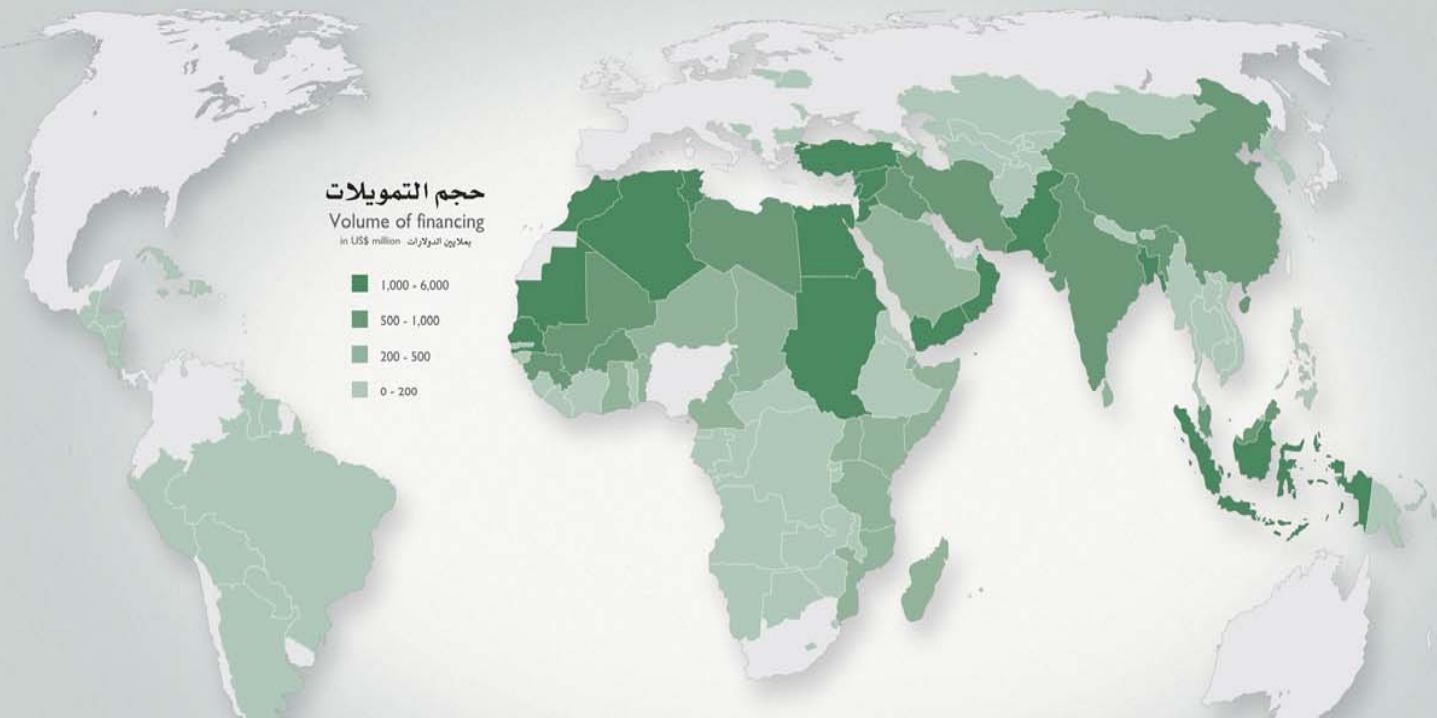 حجم التمويلات
Volume of financing
in US$ million بملايين الدولارات
1,000 - 6,000
500 - 1,000
200 - 500
0 - 200